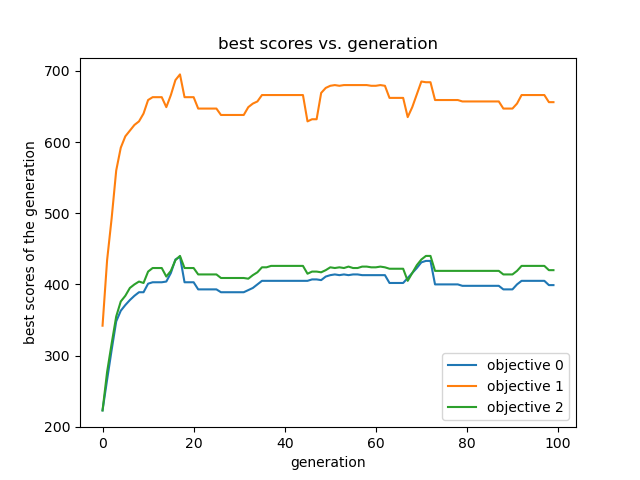 best scores vs. generation
best scores of the generation
700
600
500
400
300
200
0 20 40 60 80 100
generation
objective 0
objective 1
objective 2